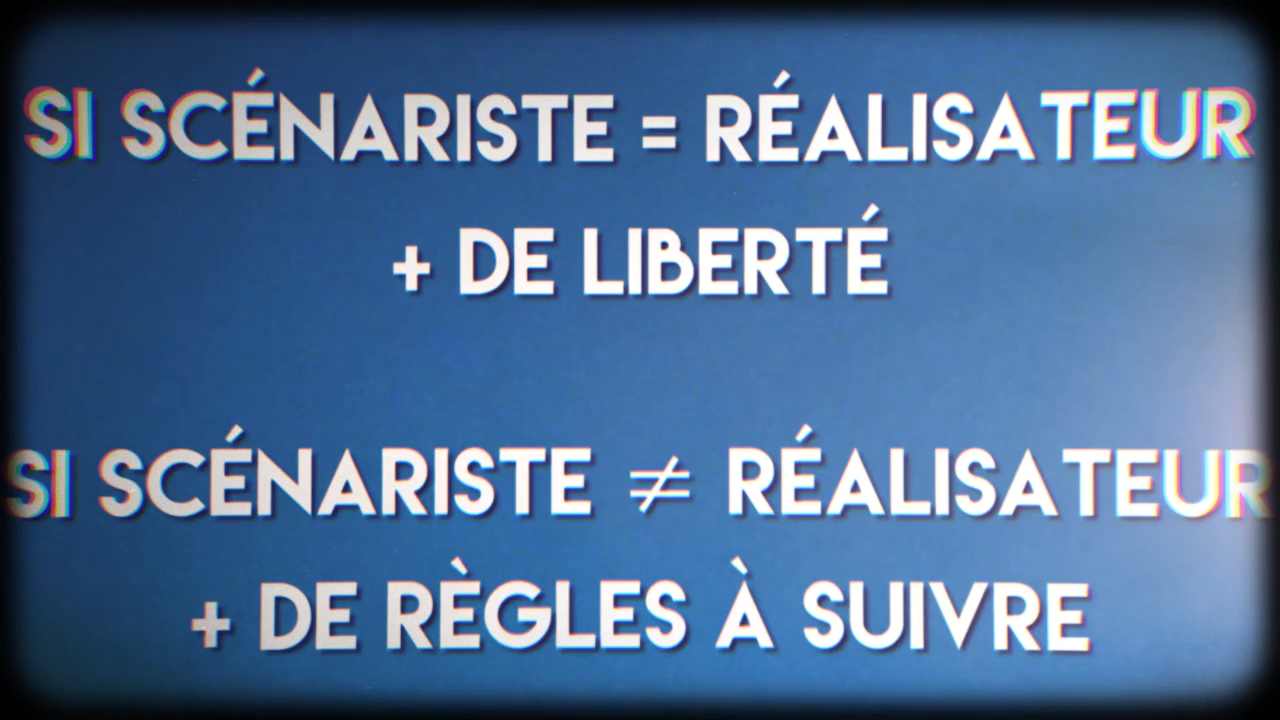 SI SCÉNARISTE = RÉALISATEUR
+ DE LIBERTÉ
SI SCÉNARISTE ≠ RÉALISATEUR
+ DE RÈGLES À SUIVRE